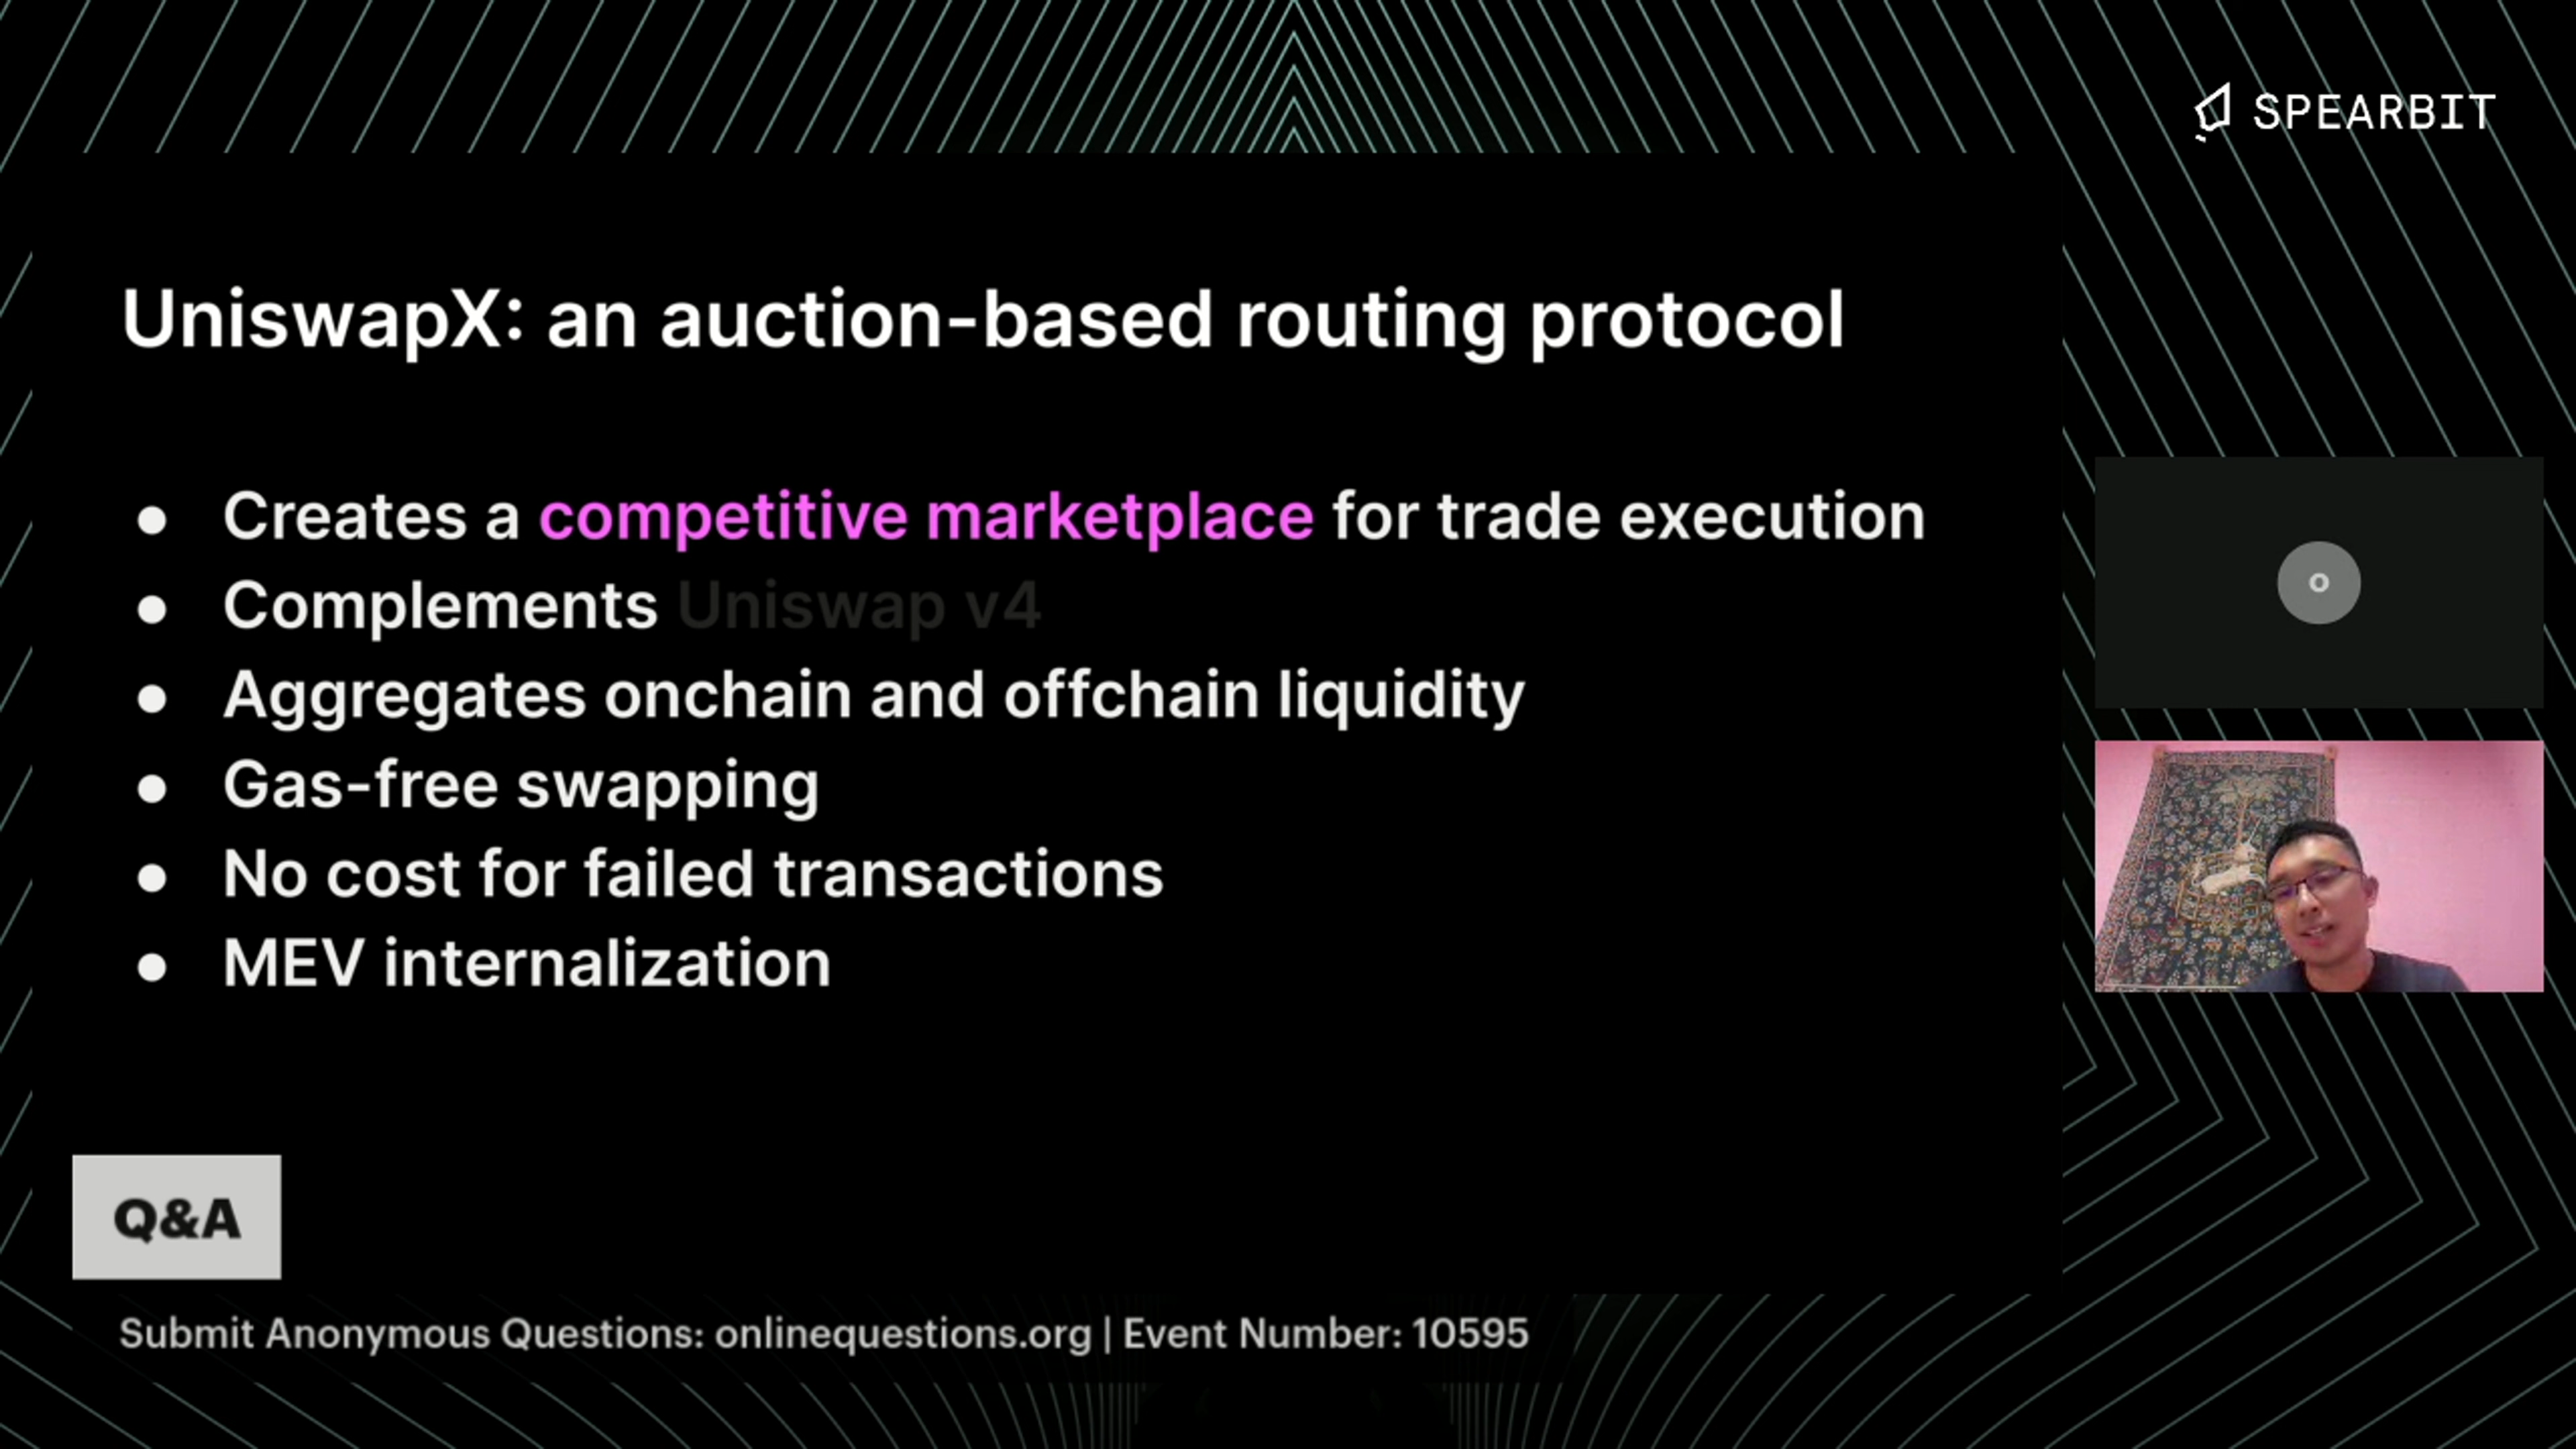 SPEARBIT
UniswapX: an auction-based routing protocol
● Creates a competitive marketplace for trade execution
● Complements Uniswap v4
● Aggregates onchain and offchain liquidity
● Gas-free swapping
● No cost for failed transactions
● MEV internalization
o
Q&A
Submit Anonymous Questions: onlinequestions.org | Event Number: 10595